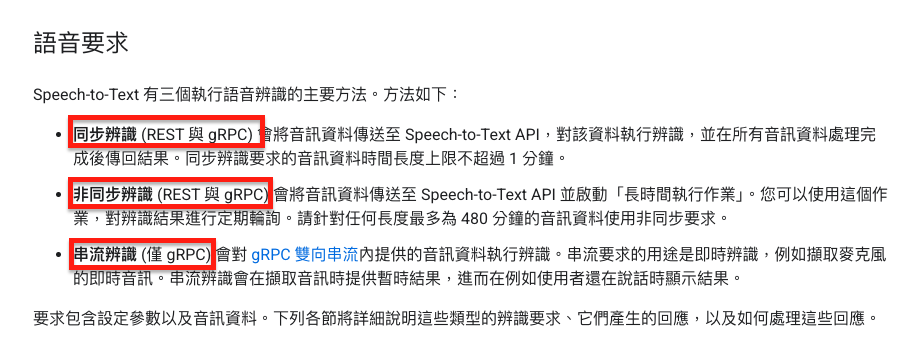 語音要求
Speech-to-Text 有三個執行語音辨識的主要方法。方法如下：
• 同步辨識 (REST 與 gRPC) 會將音訊資料傳送至 Speech-to-Text API，對該資料執行辨識，並在所有音訊資料處理完
成後傳回結果。同步辨識要求的音訊資料時間長度上限不超過 1 分鐘。
• 非同步辨識 (REST 與 gRPC) 會將音訊資料傳送至 Speech-to-Text API 並啟動「長時間執行作業」。您可以使用這個作
業，對辨識結果進行定期輪詢。請針對任何長度最多為 480 分鐘的音訊資料使用非同步要求。
• 串流辨識 (僅 gRPC) 會對 gRPC 雙向串流內提供的音訊資料執行辨識。串流要求的用途是即時辨識，例如擷取麥克風
的即時音訊。串流辨識會在擷取音訊時提供暫時結果，進而在例如使用者還在說話時顯示結果。
要求包含設定參數以及音訊資料。下列各節將詳細說明這些類型的辨識要求、它們產生的回應，以及如何處理這些回應。